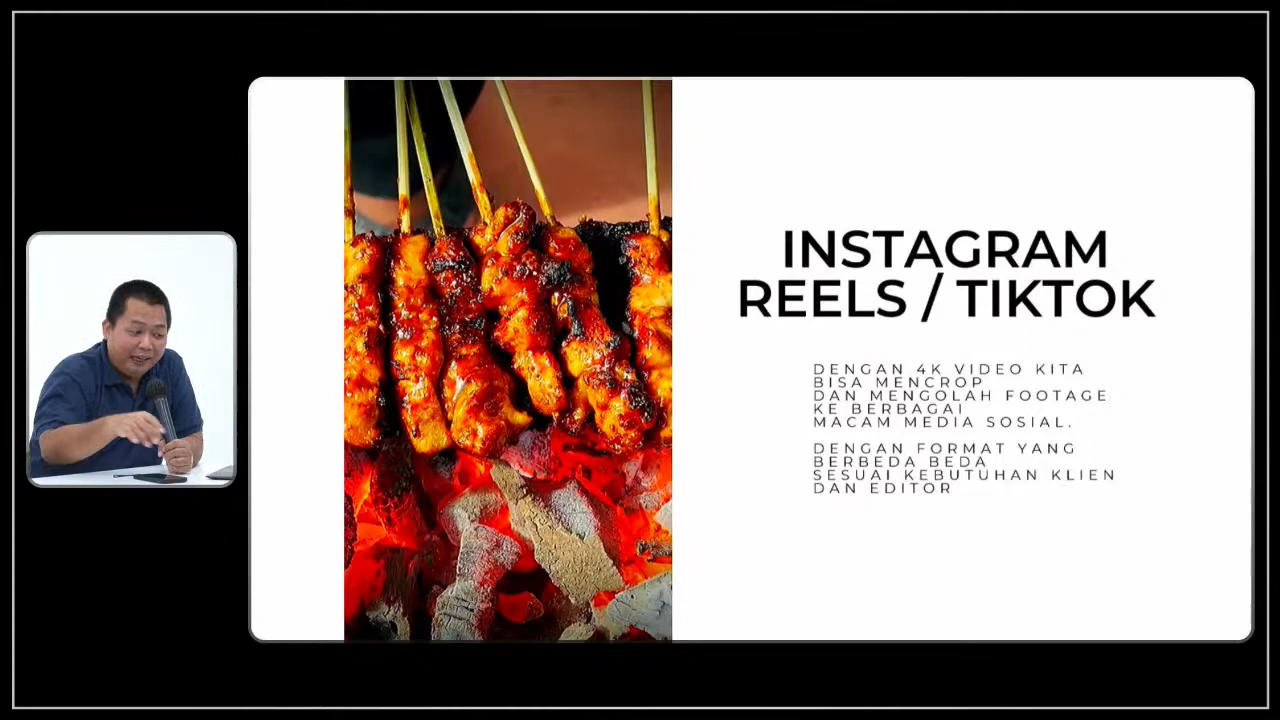 INSTAGRAM
REELS / TIKTOK
DENGAN 4K VIDEO KITA
BISA MENCROP
DAN MENGOLAH FOOTAGE
KE BERBAGAI
MACAM MEDIA SOSIAL.
DENGAN FORMAT YANG
BERBEDA BEDA
SESUAI KEBUTUHAN KLIEN
DAN EDITOR